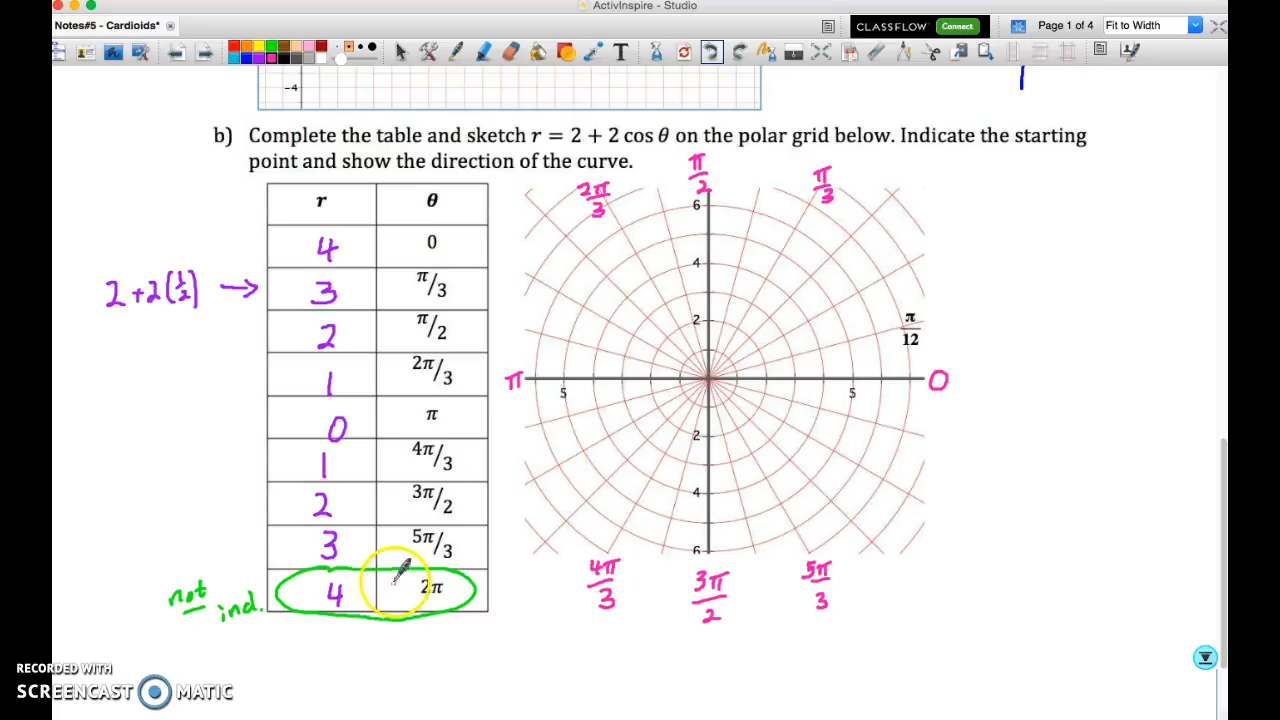 ActivInspire - Studio
Notes#5 - Cardioids*
CLASSFLOW Connect
Page 1 of 4
Fit to Width
-4
b) Complete the table and sketch r = 2 + 2 cos θ on the polar grid below. Indicate the starting
point and show the direction of the curve.
r θ
4 0
2+2(1/2) → 3 π/3
2 π/2
1 2π/3
0 π
1 4π/3
2 3π/2
3 5π/3
not incl. 4 2π
2π/3 π/2 π/3
6
4
2
π/12
π 0
5 5
2
4
6
4π/3 3π/2 5π/3
RECORDED WITH
SCREENCAST MATIC